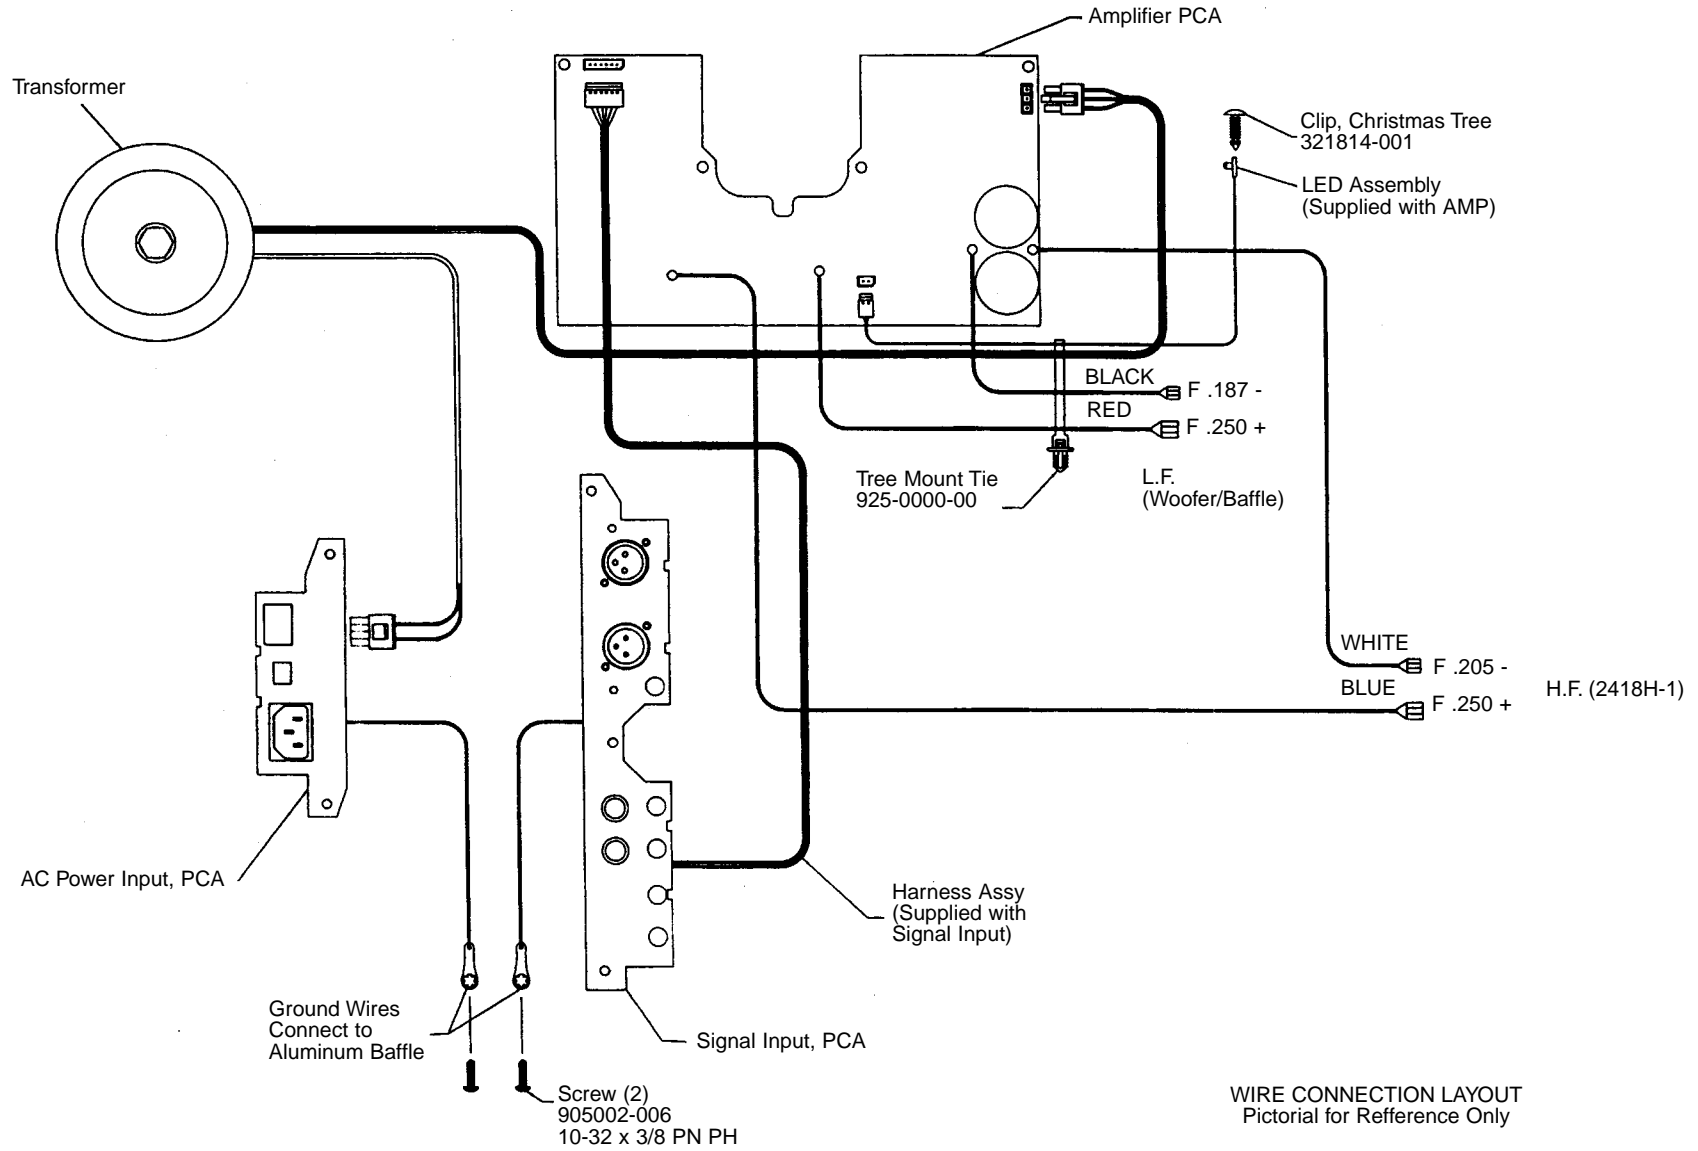 Amplifier PCA
Transformer
Clip, Christmas Tree
321814-001
LED Assembly
(Supplied with AMP)
BLACK
F .187 -
RED
F .250 +
Tree Mount Tie
925-0000-00
L.F.
(Woofer/Baffle)
WHITE
F .205 -
BLUE
F .250 +
H.F. (2418H-1)
AC Power Input, PCA
Harness Assy
(Supplied with
Signal Input)
Ground Wires
Connect to
Aluminum Baffle
Signal Input, PCA
Screw (2)
905002-006
10-32 x 3/8 PN PH
WIRE CONNECTION LAYOUT
Pictorial for Refference Only